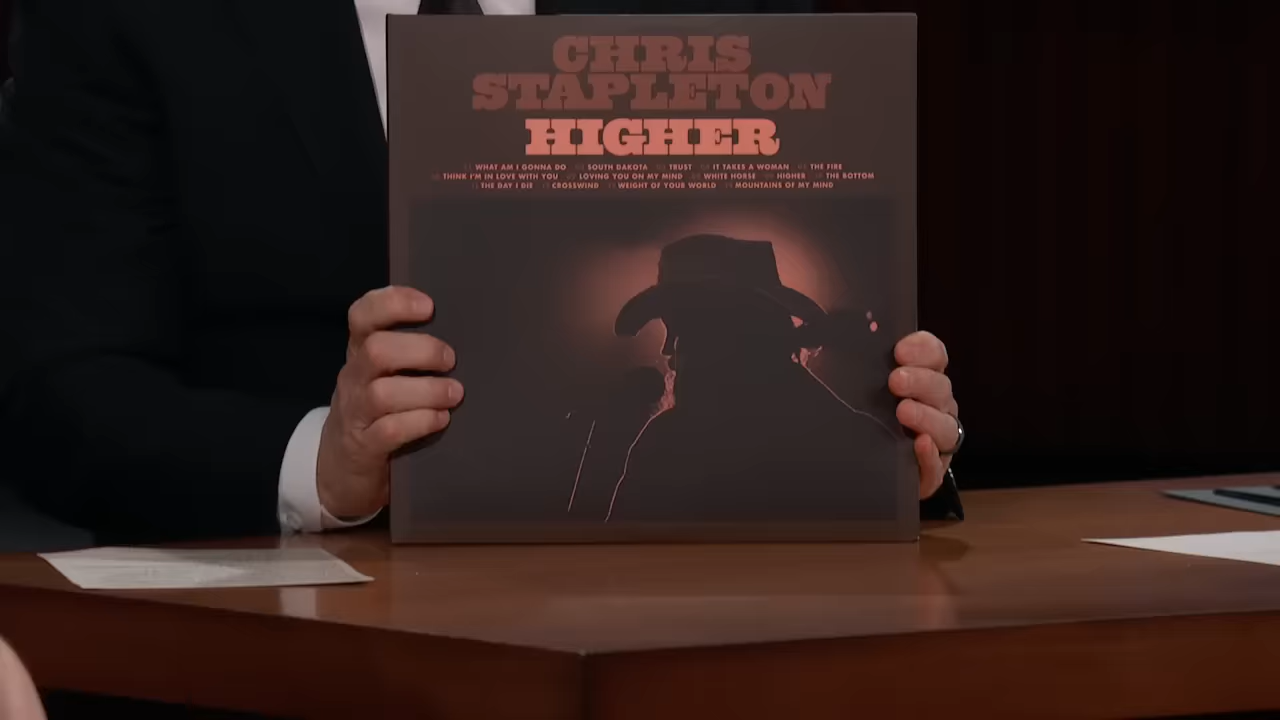 CHRIS
STAPLETON
HIGHER
WHAT AM I GONNA DO SOUTH DAKOTA TRUST IT TAKES A WOMAN THE FIRE
THINK I'M IN LOVE WITH YOU LOVING YOU ON MY MIND WHITE HORSE HIGHER THE BOTTOM
THE DAY I DIE CROSSWIND WEIGHT OF YOUR WORLD MOUNTAINS OF MY MIND